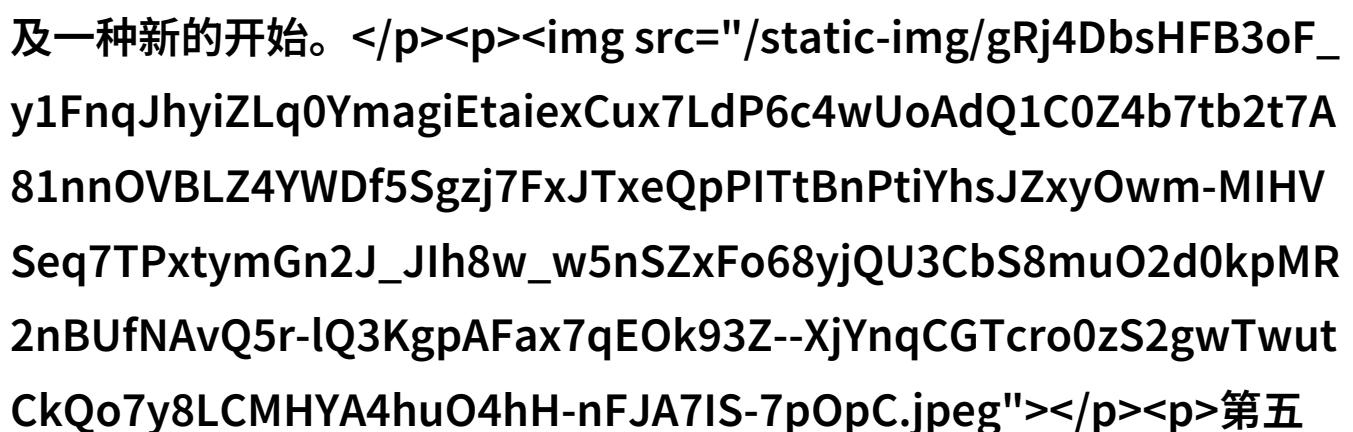 及一种新的开始。</p><p><img src="/static-img/gRj4DbsHFB3oF_
y1FnqJhyiZLq0YmagiEtaiexCux7LdP6c4wUoAdQ1C0Z4b7tb2t7A
81nnOVBLZ4YWDf5Sgzj7FxJTxeQpPITtBnPtiYhsJZxyOwm-MIHV
Seq7TPxtymGn2J_JIh8w_w5nSZxFo68yjQU3CbS8muO2d0kpMR
2nBUfNAvQ5r-lQ3KgpAFax7qEOk93Z--XjYnqCGTcro0zS2gwTwut
CkQo7y8LCMHYA4huO4hH-nFJA7IS-7pOpC.jpeg"></p><p>第五